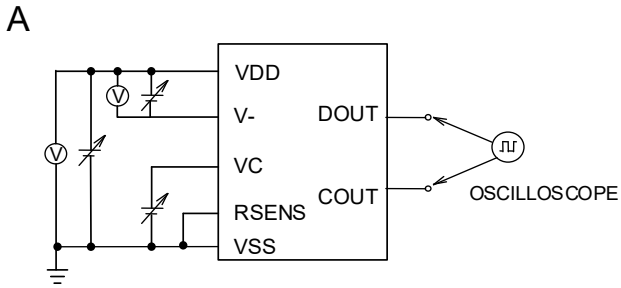 A
VDD
V
V
V-
DOUT
VC
COUT
OSCILLOSCOPE
RSENS
VSS